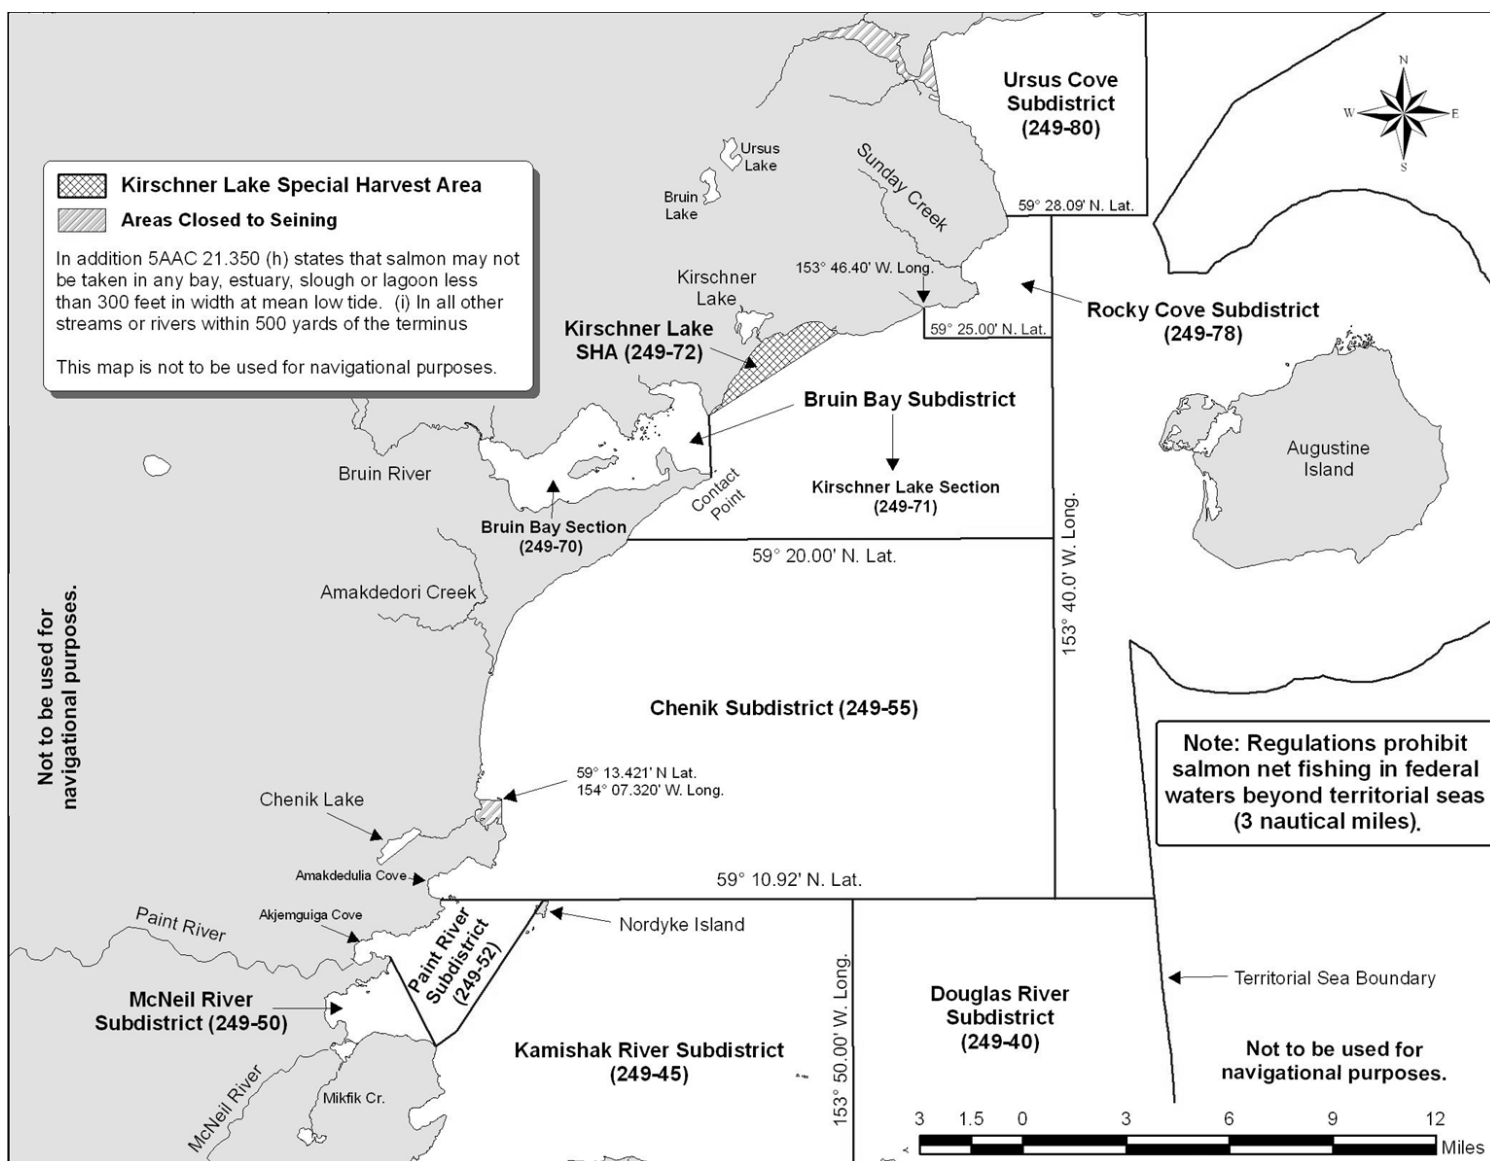 N
W
E
S
Ursus Cove
Subdistrict
(249-80)
59° 28.09' N. Lat.
Kirschner Lake Special Harvest Area
Areas Closed to Seining
In addition 5AAC 21.350 (h) states that salmon may not
be taken in any bay, estuary, slough or lagoon less
than 300 feet in width at mean low tide. (i) In all other
streams or rivers within 500 yards of the terminus
This map is not to be used for navigational purposes.
Ursus
Lake
Bruin
Lake
Sunday Creek
Kirschner
Lake
153° 46.40' W. Long.
59° 25.00' N. Lat.
Rocky Cove Subdistrict
(249-78)
Kirschner Lake
SHA (249-72)
Bruin Bay Subdistrict
Kirschner Lake Section
(249-71)
Augustine
Island
Bruin River
Contact
Point
Bruin Bay Section
(249-70)
59° 20.00' N. Lat.
153° 40.0' W. Long.
Amakdedori Creek
Not to be used for
navigational purposes.
Chenik Subdistrict (249-55)
Note: Regulations prohibit
salmon net fishing in federal
waters beyond territorial seas
(3 nautical miles).
59° 13.421' N Lat.
154° 07.320' W. Long.
Chenik Lake
Amakdedulia Cove
59° 10.92' N. Lat.
Akjemguiga Cove
Paint River
Paint River
Subdistrict
(249-52)
Nordyke Island
McNeil River
Subdistrict (249-50)
Territorial Sea Boundary
Douglas River
Subdistrict
(249-40)
153° 50.00' W. Long.
Kamishak River Subdistrict
(249-45)
Not to be used for
navigational purposes.
McNeil River
Mikfik Cr.
3 1.5 0 3 6 9 12
Miles